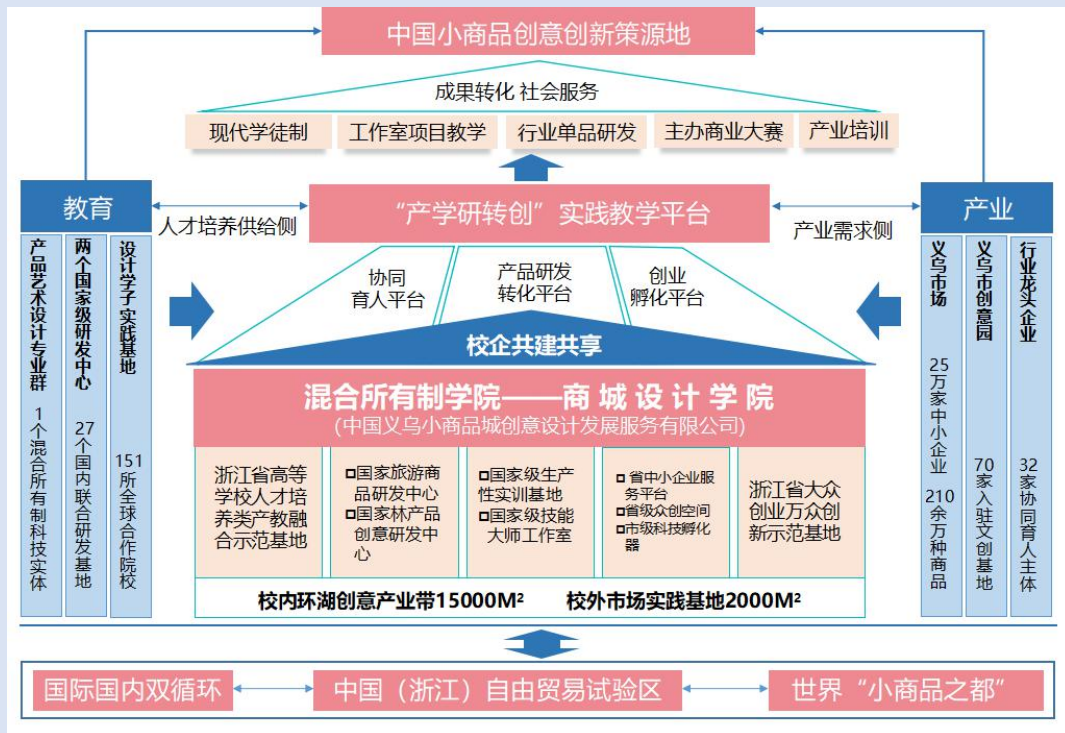 中国小商品创意创新策源地
成果转化 社会服务
现代学徒制
工作室项目教学
行业单品研发
主办商业大赛
产业培训
教育
“产学研转创”实践教学平台
产业
人才培养供给侧
产业需求侧
产品艺术设计专业群 1个混合所有制科技实体
两个国家级研发中心 27个国内联合研发基地
设计学子实践基地 151所全球合作院校
协同
育人平台
产品研发
转化平台
创业
孵化平台
校企共建共享
混合所有制学院——商城设计学院
(中国义乌小商品城创意设计发展服务有限公司)
浙江省高等
学校人才培
养类产教融
合示范基地
国家旅游商
品研发中心
国家林产品
创意研发中
心
国家级生产
性实训基地
国家级技能
大师工作室
省中小企业服
务平台
省级众创空间
市级科技孵化
器
浙江省大众
创业万众创
新示范基地
校内环湖创意产业带15000M² 校外市场实践基地2000M²
义乌市场 25万家中小企业 210余万种商品
义乌市创意园 70家入驻文创基地
行业龙头企业 32家协同育人主体
国际国内双循环
中国（浙江）自由贸易试验区
世界“小商品之都”